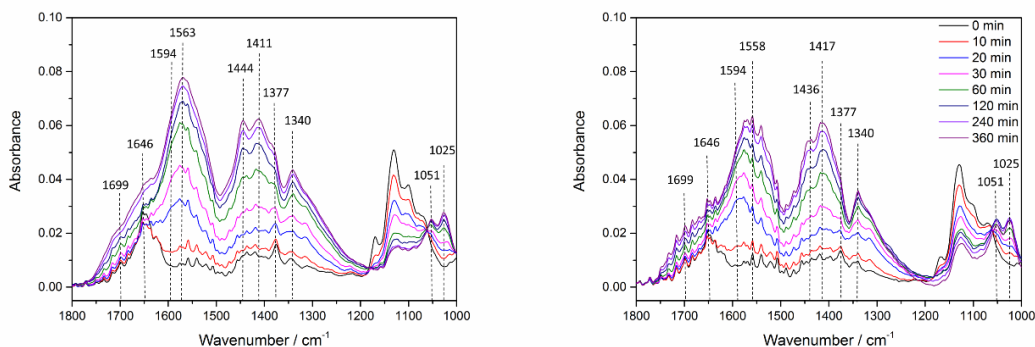 0.10
0.08
0.06
0.04
0.02
0.00
Absorbance
1800 1700 1600 1500 1400 1300 1200 1100 1000
Wavenumber / cm⁻¹
1699
1646
1594
1563
1444
1411
1377
1340
1051
1025
0.10
0.08
0.06
0.04
0.02
0.00
Absorbance
1800 1700 1600 1500 1400 1300 1200 1100 1000
Wavenumber / cm⁻¹
1699
1646
1594
1558
1436
1417
1377
1340
1051
1025
0 min
10 min
20 min
30 min
60 min
120 min
240 min
360 min